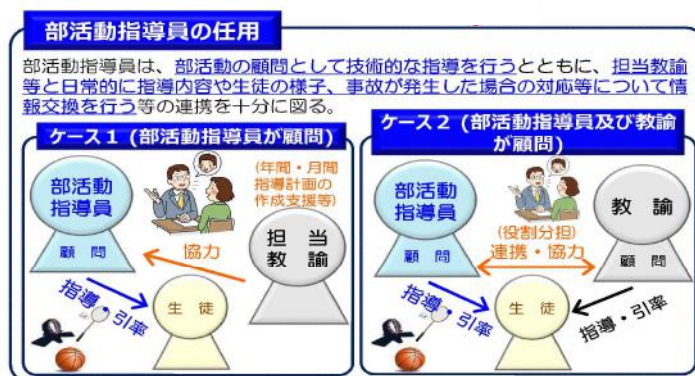 部活動指導員の任用
部活動指導員は、部活動の顧問として技術的な指導を行うとともに、担当教諭
等と日常的に指導内容や生徒の様子、事故が発生した場合の対応等について情
報交換を行う等の連携を十分に図る。
ケース1 (部活動指導員が顧問)
部活動
指導員
顧問
(年間・月間
指導計画の
作成支援等)
協力
担当
教諭
生徒
指導・引率
ケース2 (部活動指導員及び教諭
が顧問)
部活動
指導員
顧問
(役割分担)
連携・協力
教諭
顧問
生徒
指導・引率
指導・引率